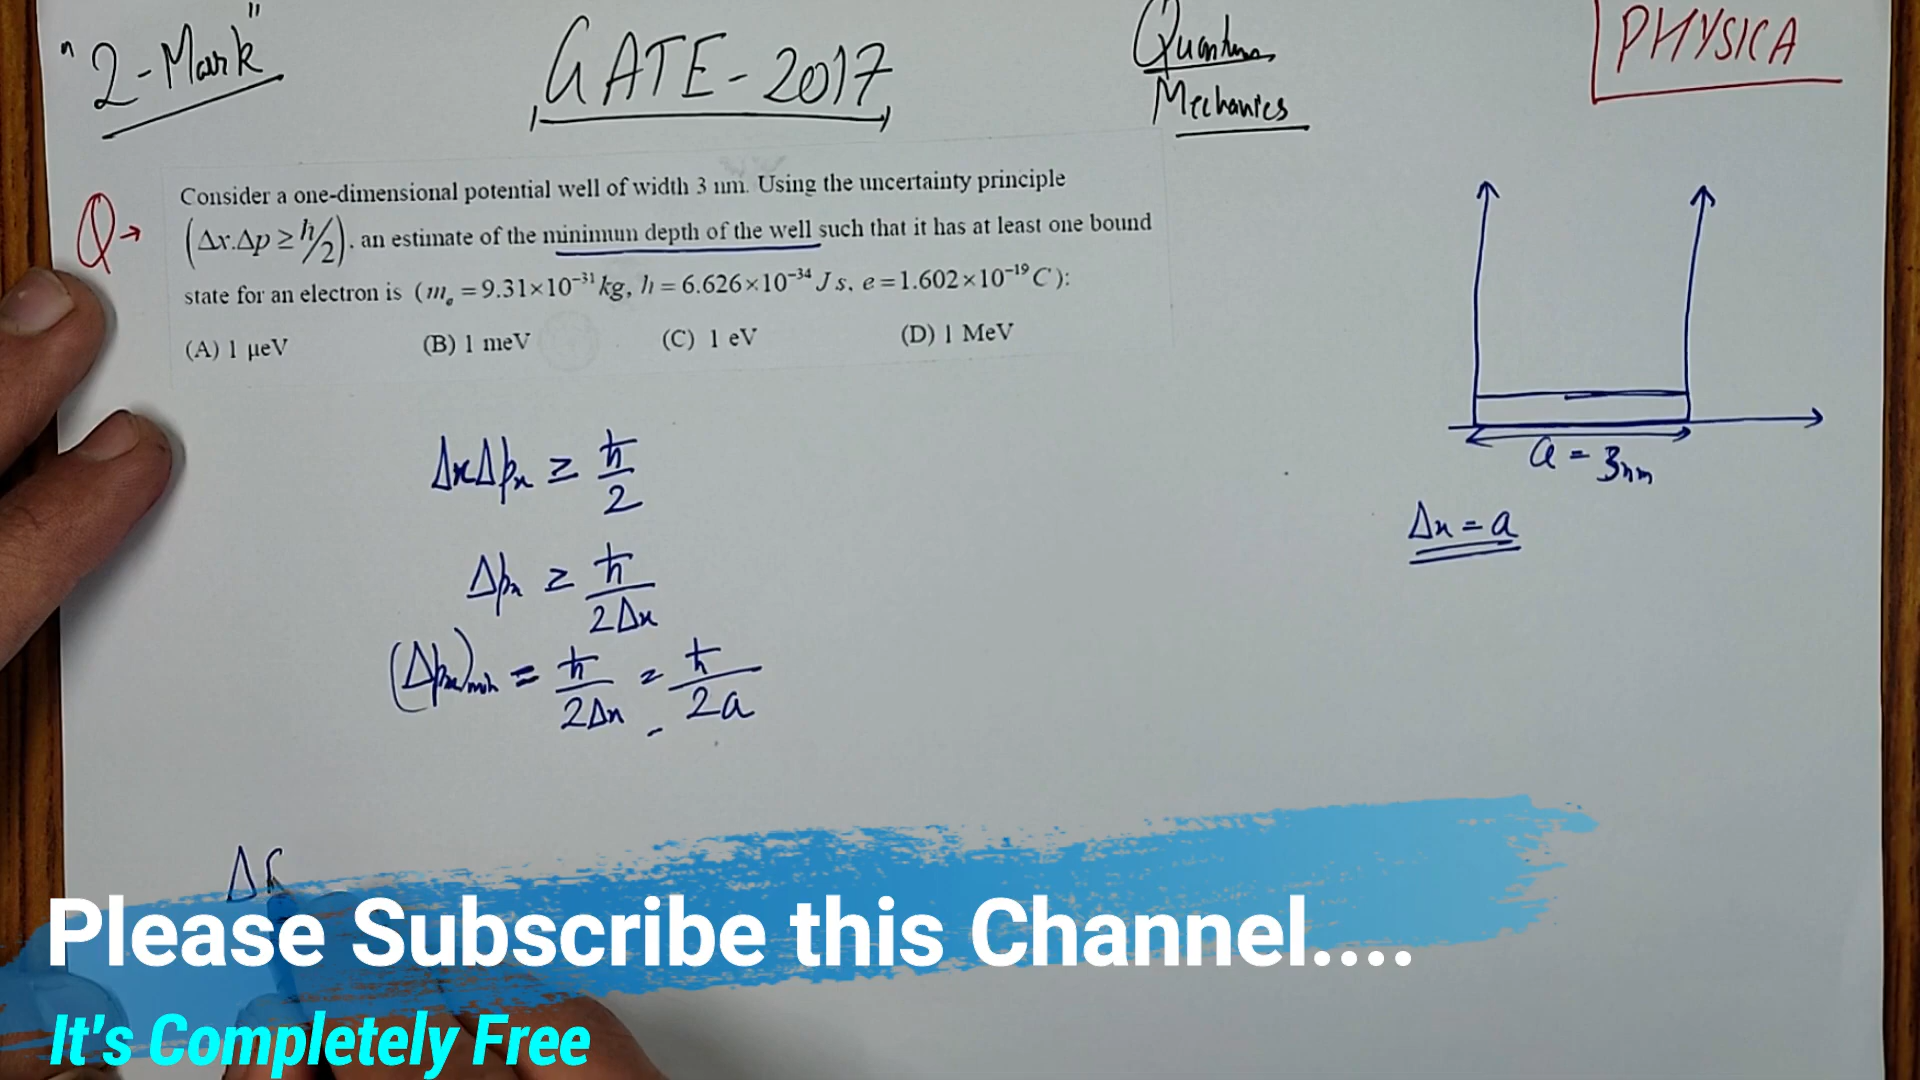 "2-Mark"
GATE-2017
Quantum
Mechanics
PHYSICA
Q→
Consider a one-dimensional potential well of width 3 nm. Using the uncertainty principle
(Δx.Δp ≥ ħ/2), an estimate of the minimum depth of the well such that it has at least one bound
state for an electron is (mₑ = 9.31×10⁻³¹ kg, h = 6.626×10⁻³⁴ J s, e = 1.602×10⁻¹⁹ C):
(A) 1 μeV (B) 1 meV (C) 1 eV (D) 1 MeV
a = 3nm
Δx = a
Δx Δpₓ ≥ ħ/2
Δpₓ ≥ ħ/2Δx
(Δpₓ)min = ħ/2Δx = ħ/2a
Please Subscribe this Channel....
It's Completely Free